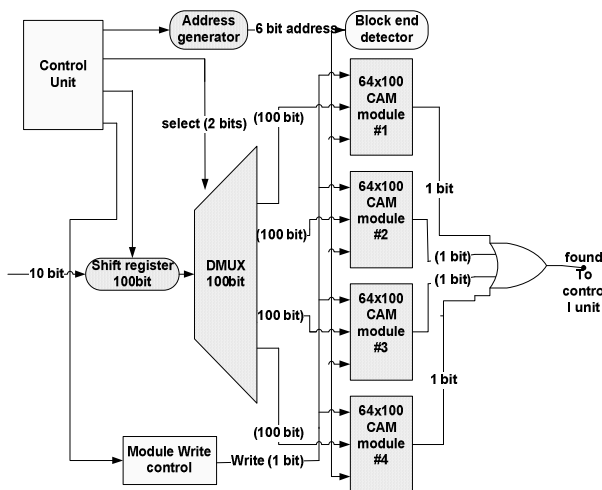 Address
generator
6 bit address
Block end
detector
Control
Unit
select (2 bits)
(100 bit)
64x100
CAM
module
#1
1 bit
(100 bit)
64x100
CAM
module
#2
(1 bit)
(1 bit)
found
To
contro
l unit
10 bit
Shift register
100bit
DMUX
100bit
(100 bit)
64x100
CAM
module
#3
1 bit
(100 bit)
64x100
CAM
module
#4
Module Write
control
Write (1 bit)